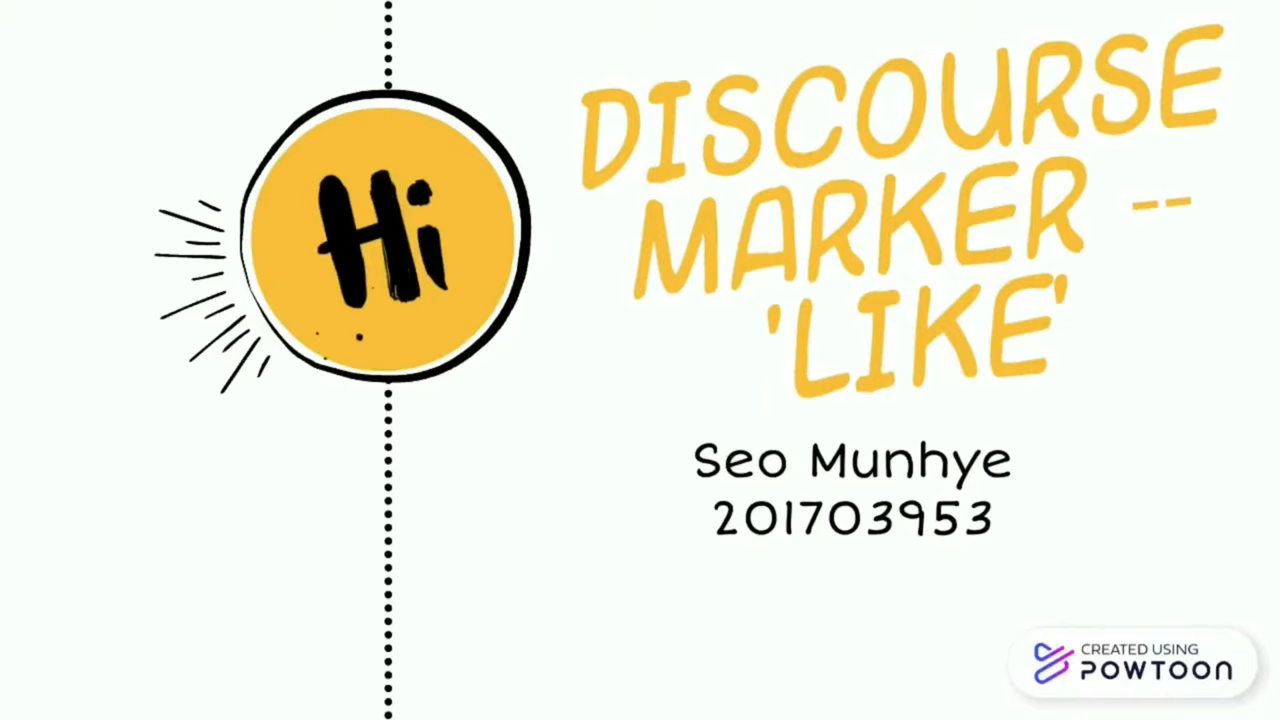 Hi
DISCOURSE
MARKER --
'LIKE'
Seo Munhye
201703953
CREATED USING
POWTOON